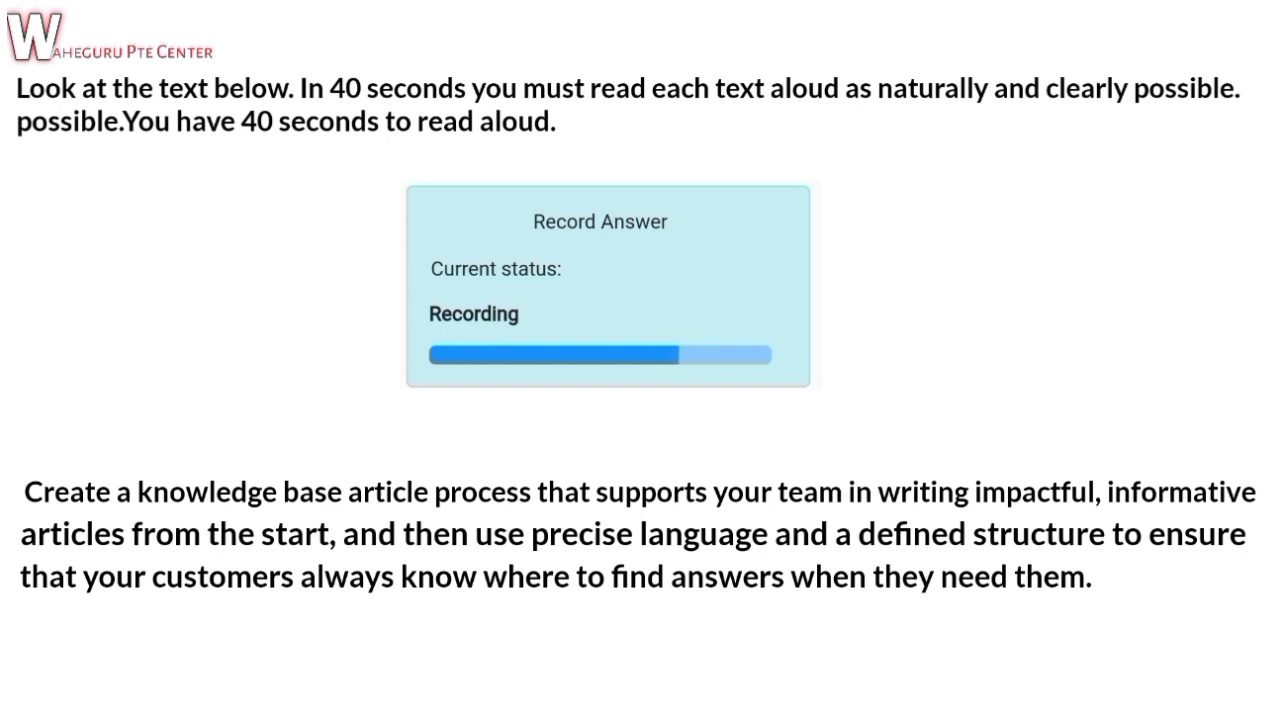 WAHEGURU PTE CENTER
Look at the text below. In 40 seconds you must read each text aloud as naturally and clearly possible.
possible.You have 40 seconds to read aloud.
Record Answer
Current status:
Recording
Create a knowledge base article process that supports your team in writing impactful, informative
articles from the start, and then use precise language and a defined structure to ensure
that your customers always know where to find answers when they need them.